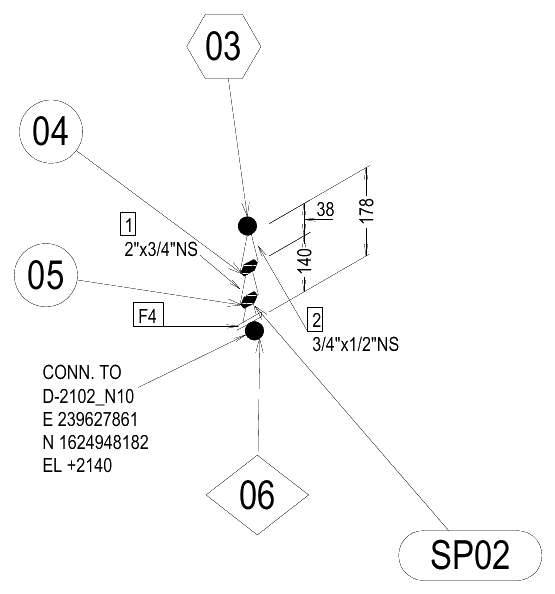 03
04
1
2"x3/4"NS
38
178
140
05
F4
2
3/4"x1/2"NS
CONN. TO
D-2102_N10
E 239627861
N 1624948182
EL +2140
06
SP02